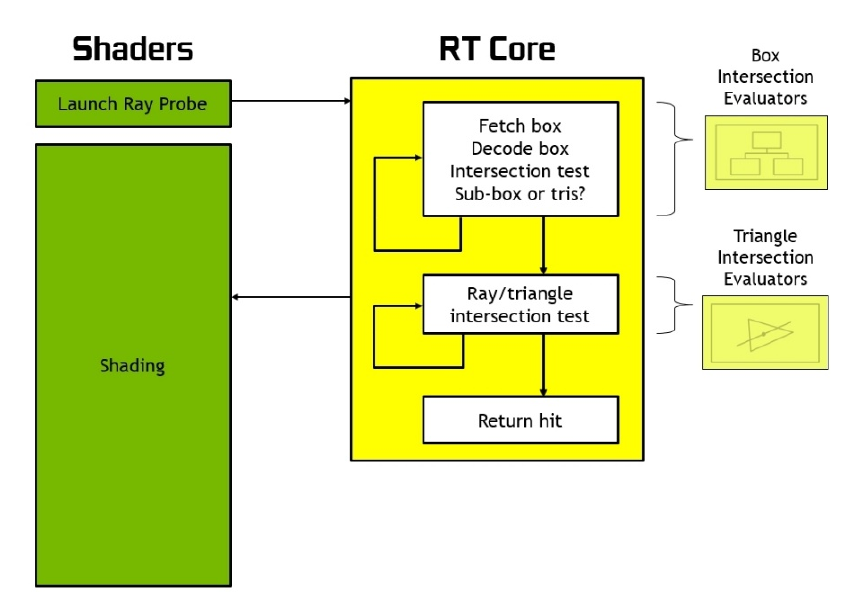 Shaders
RT Core
Launch Ray Probe
Fetch box
Decode box
Intersection test
Sub-box or tris?
Box
Intersection
Evaluators
Ray/triangle
intersection test
Triangle
Intersection
Evaluators
Shading
Return hit